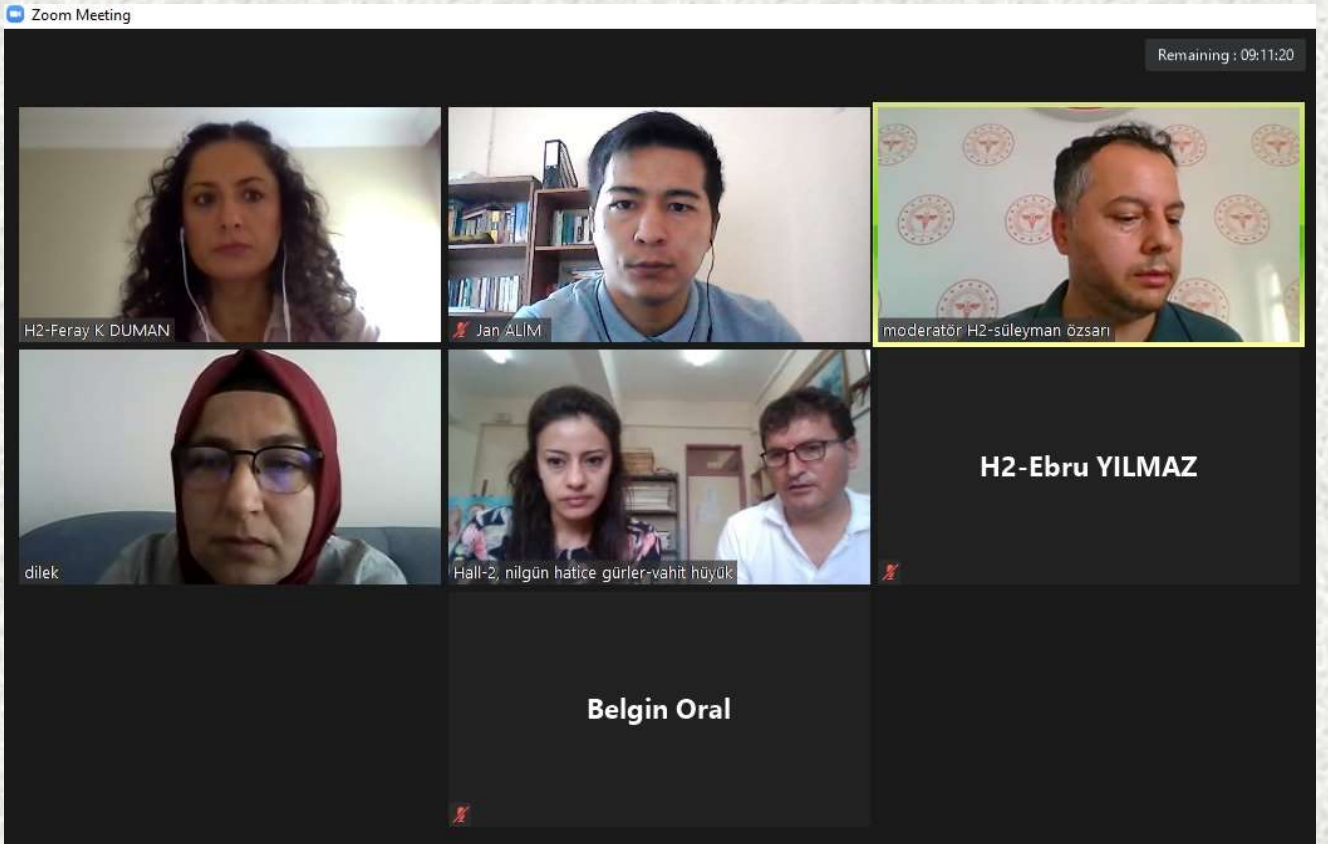 Zoom Meeting
Remaining : 09:11:20
H2-Feray K DUMAN
Jan ALİM
moderatör H2-süleyman özsarı
dilek
Hall-2, nilgün hatice gürler-vahit hüyük
H2-Ebru YILMAZ
Belgin Oral